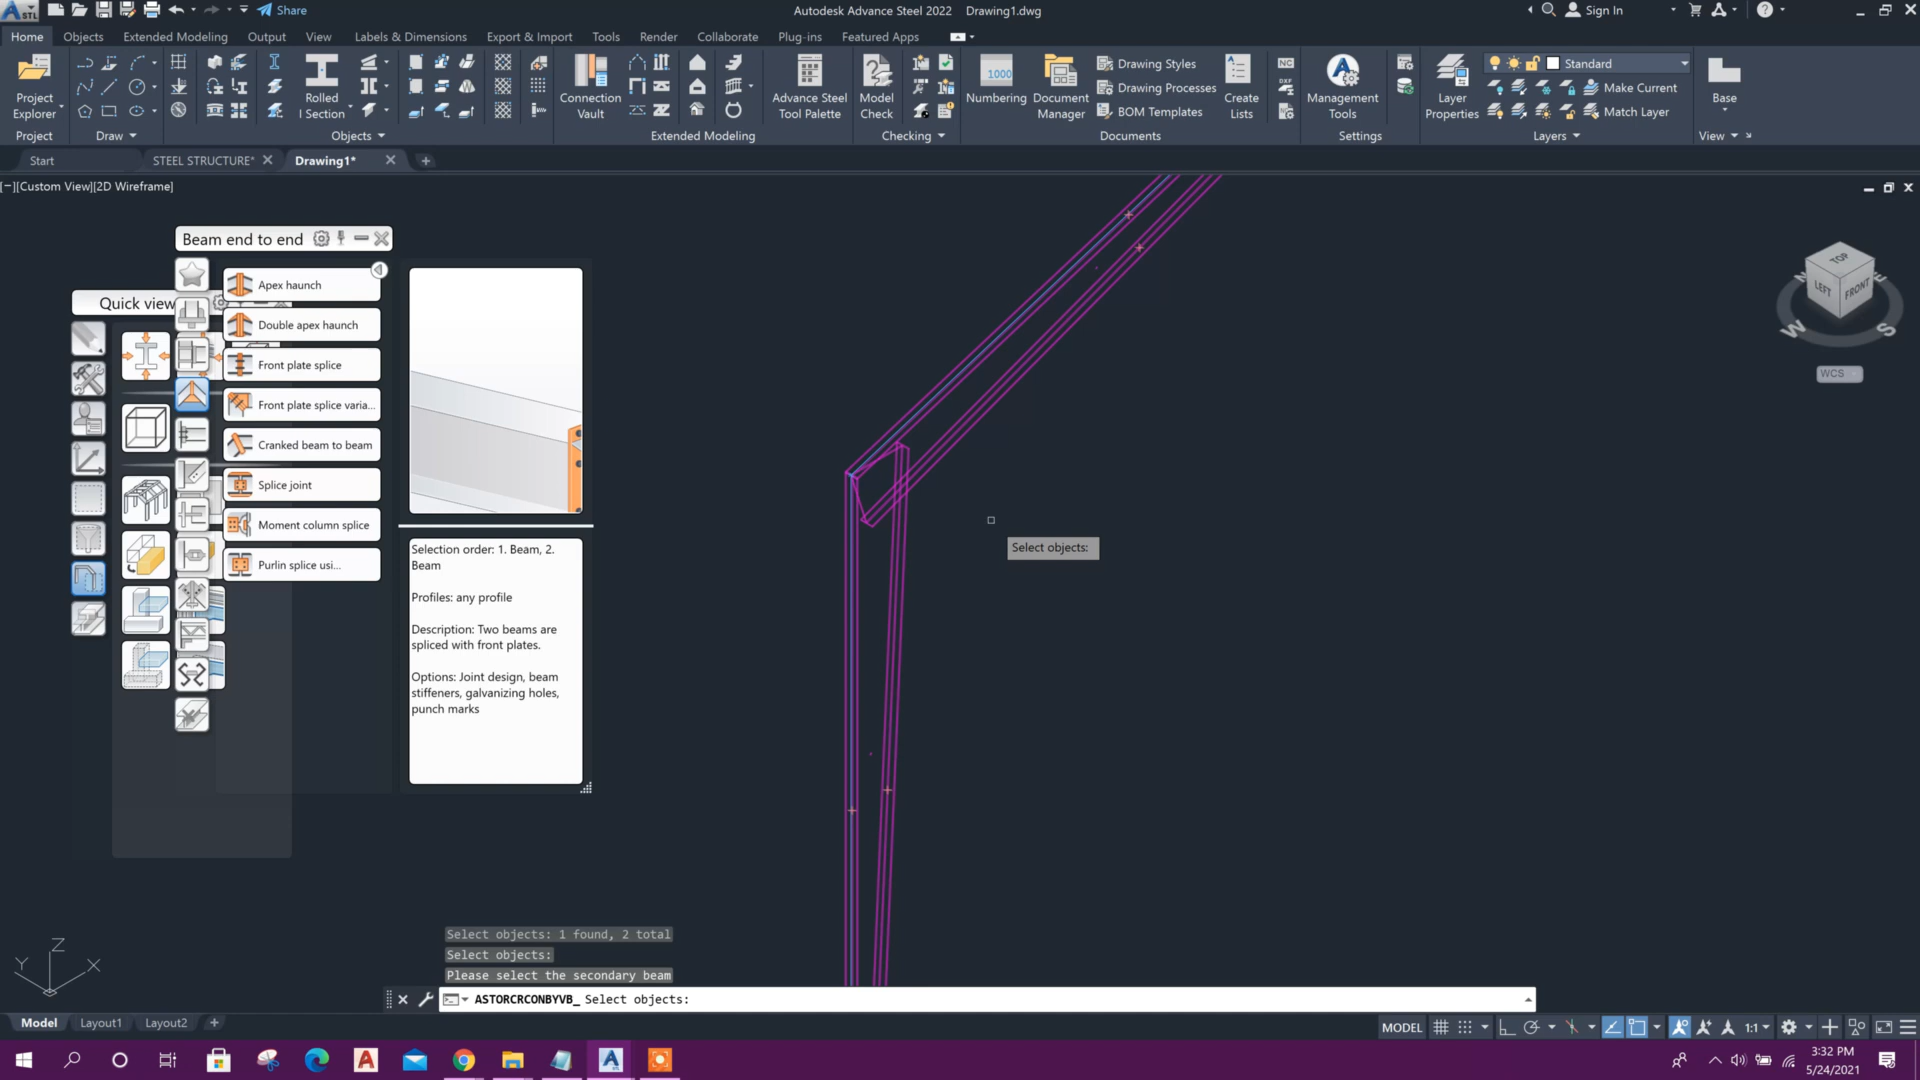 STL
Share
Autodesk Advance Steel 2022   Drawing1.dwg
Sign In
Home
Objects
Extended Modeling
Output
View
Labels & Dimensions
Export & Import
Tools
Render
Collaborate
Plug-ins
Featured Apps
Project
Explorer
Rolled
I Section
Connection
Vault
Advance Steel
Tool Palette
Model
Check
1000
Numbering
Document
Manager
Drawing Styles
Drawing Processes
BOM Templates
Create
Lists
NC
DXF
Management
Tools
Layer
Properties
Standard
Make Current
Match Layer
Base
Project
Draw
Objects
Extended Modeling
Checking
Documents
Settings
Layers
View
Start
STEEL STRUCTURE*
Drawing1*
[−][Custom View][2D Wireframe]
Beam end to end
Quick view
Apex haunch
Double apex haunch
Front plate splice
Front plate splice varia...
Cranked beam to beam
Splice joint
Moment column splice
Purlin splice usi...
Selection order: 1. Beam, 2.
Beam
Profiles: any profile
Description: Two beams are
spliced with front plates.
Options: Joint design, beam
stiffeners, galvanizing holes,
punch marks
TOP
LEFT
FRONT
N
E
W
S
WCS
Select objects:
Z
Y
X
Select objects: 1 found, 2 total
Select objects:
Please select the secondary beam
ASTORCRCONBYVB_ Select objects:
Model
Layout1
Layout2
MODEL
1:1
3:32 PM
5/24/2021